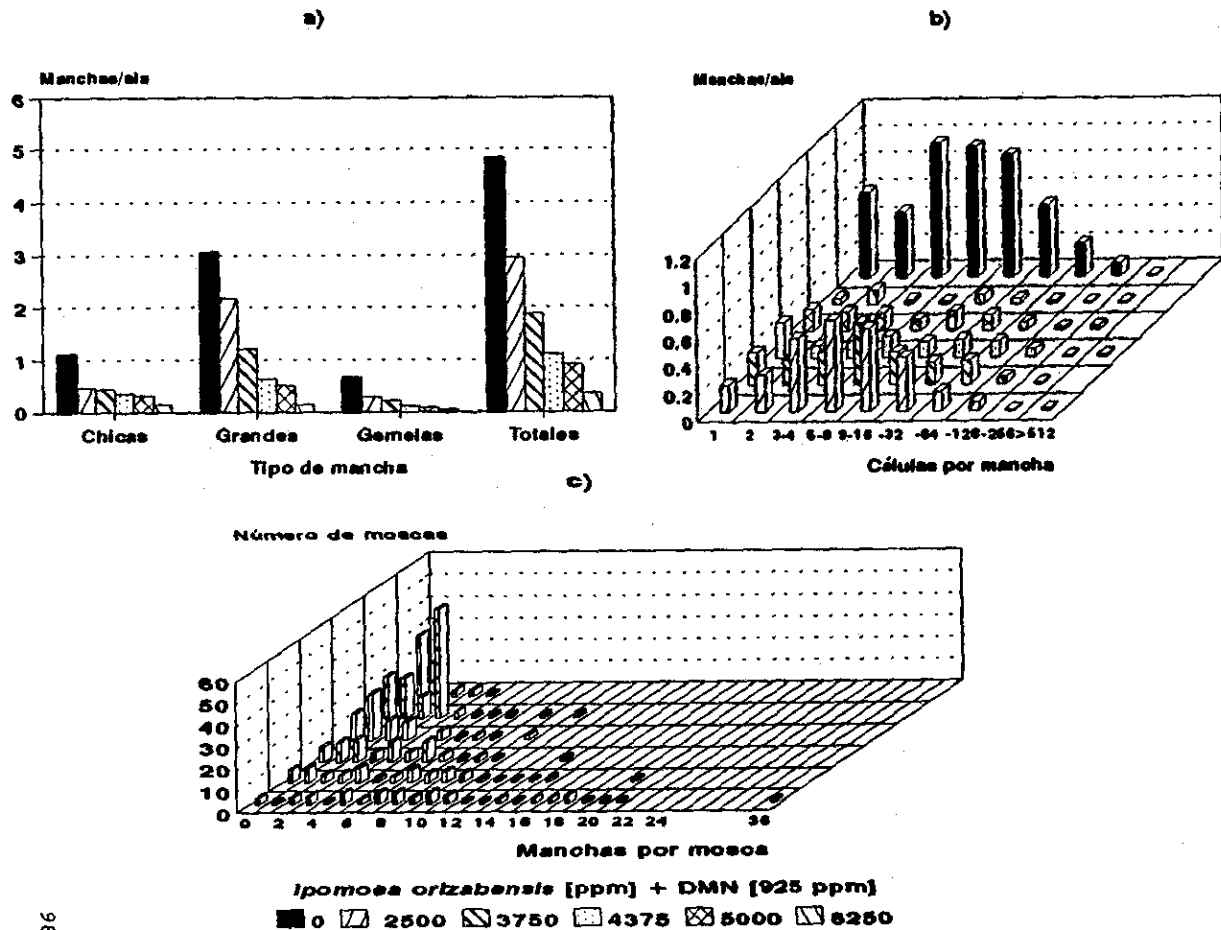 a)
Manchas/ala
6
5
4
3
2
1
0
Chicas Grandes Gemelas Totales
Tipo de mancha
b)
Manchas/ala
1.2
1
0.8
0.6
0.4
0.2
0
1 2 3-4 5-8 9-16 -32 -64 -128 -256 >512
Células por mancha
c)
Número de moscas
60
50
40
30
20
10
0
0 2 4 6 8 10 12 14 16 18 20 22 24 36
Manchas por mosca
Ipomoea orizabensis [ppm] + DMN [925 ppm]
0 2500 3750 4375 5000 6250